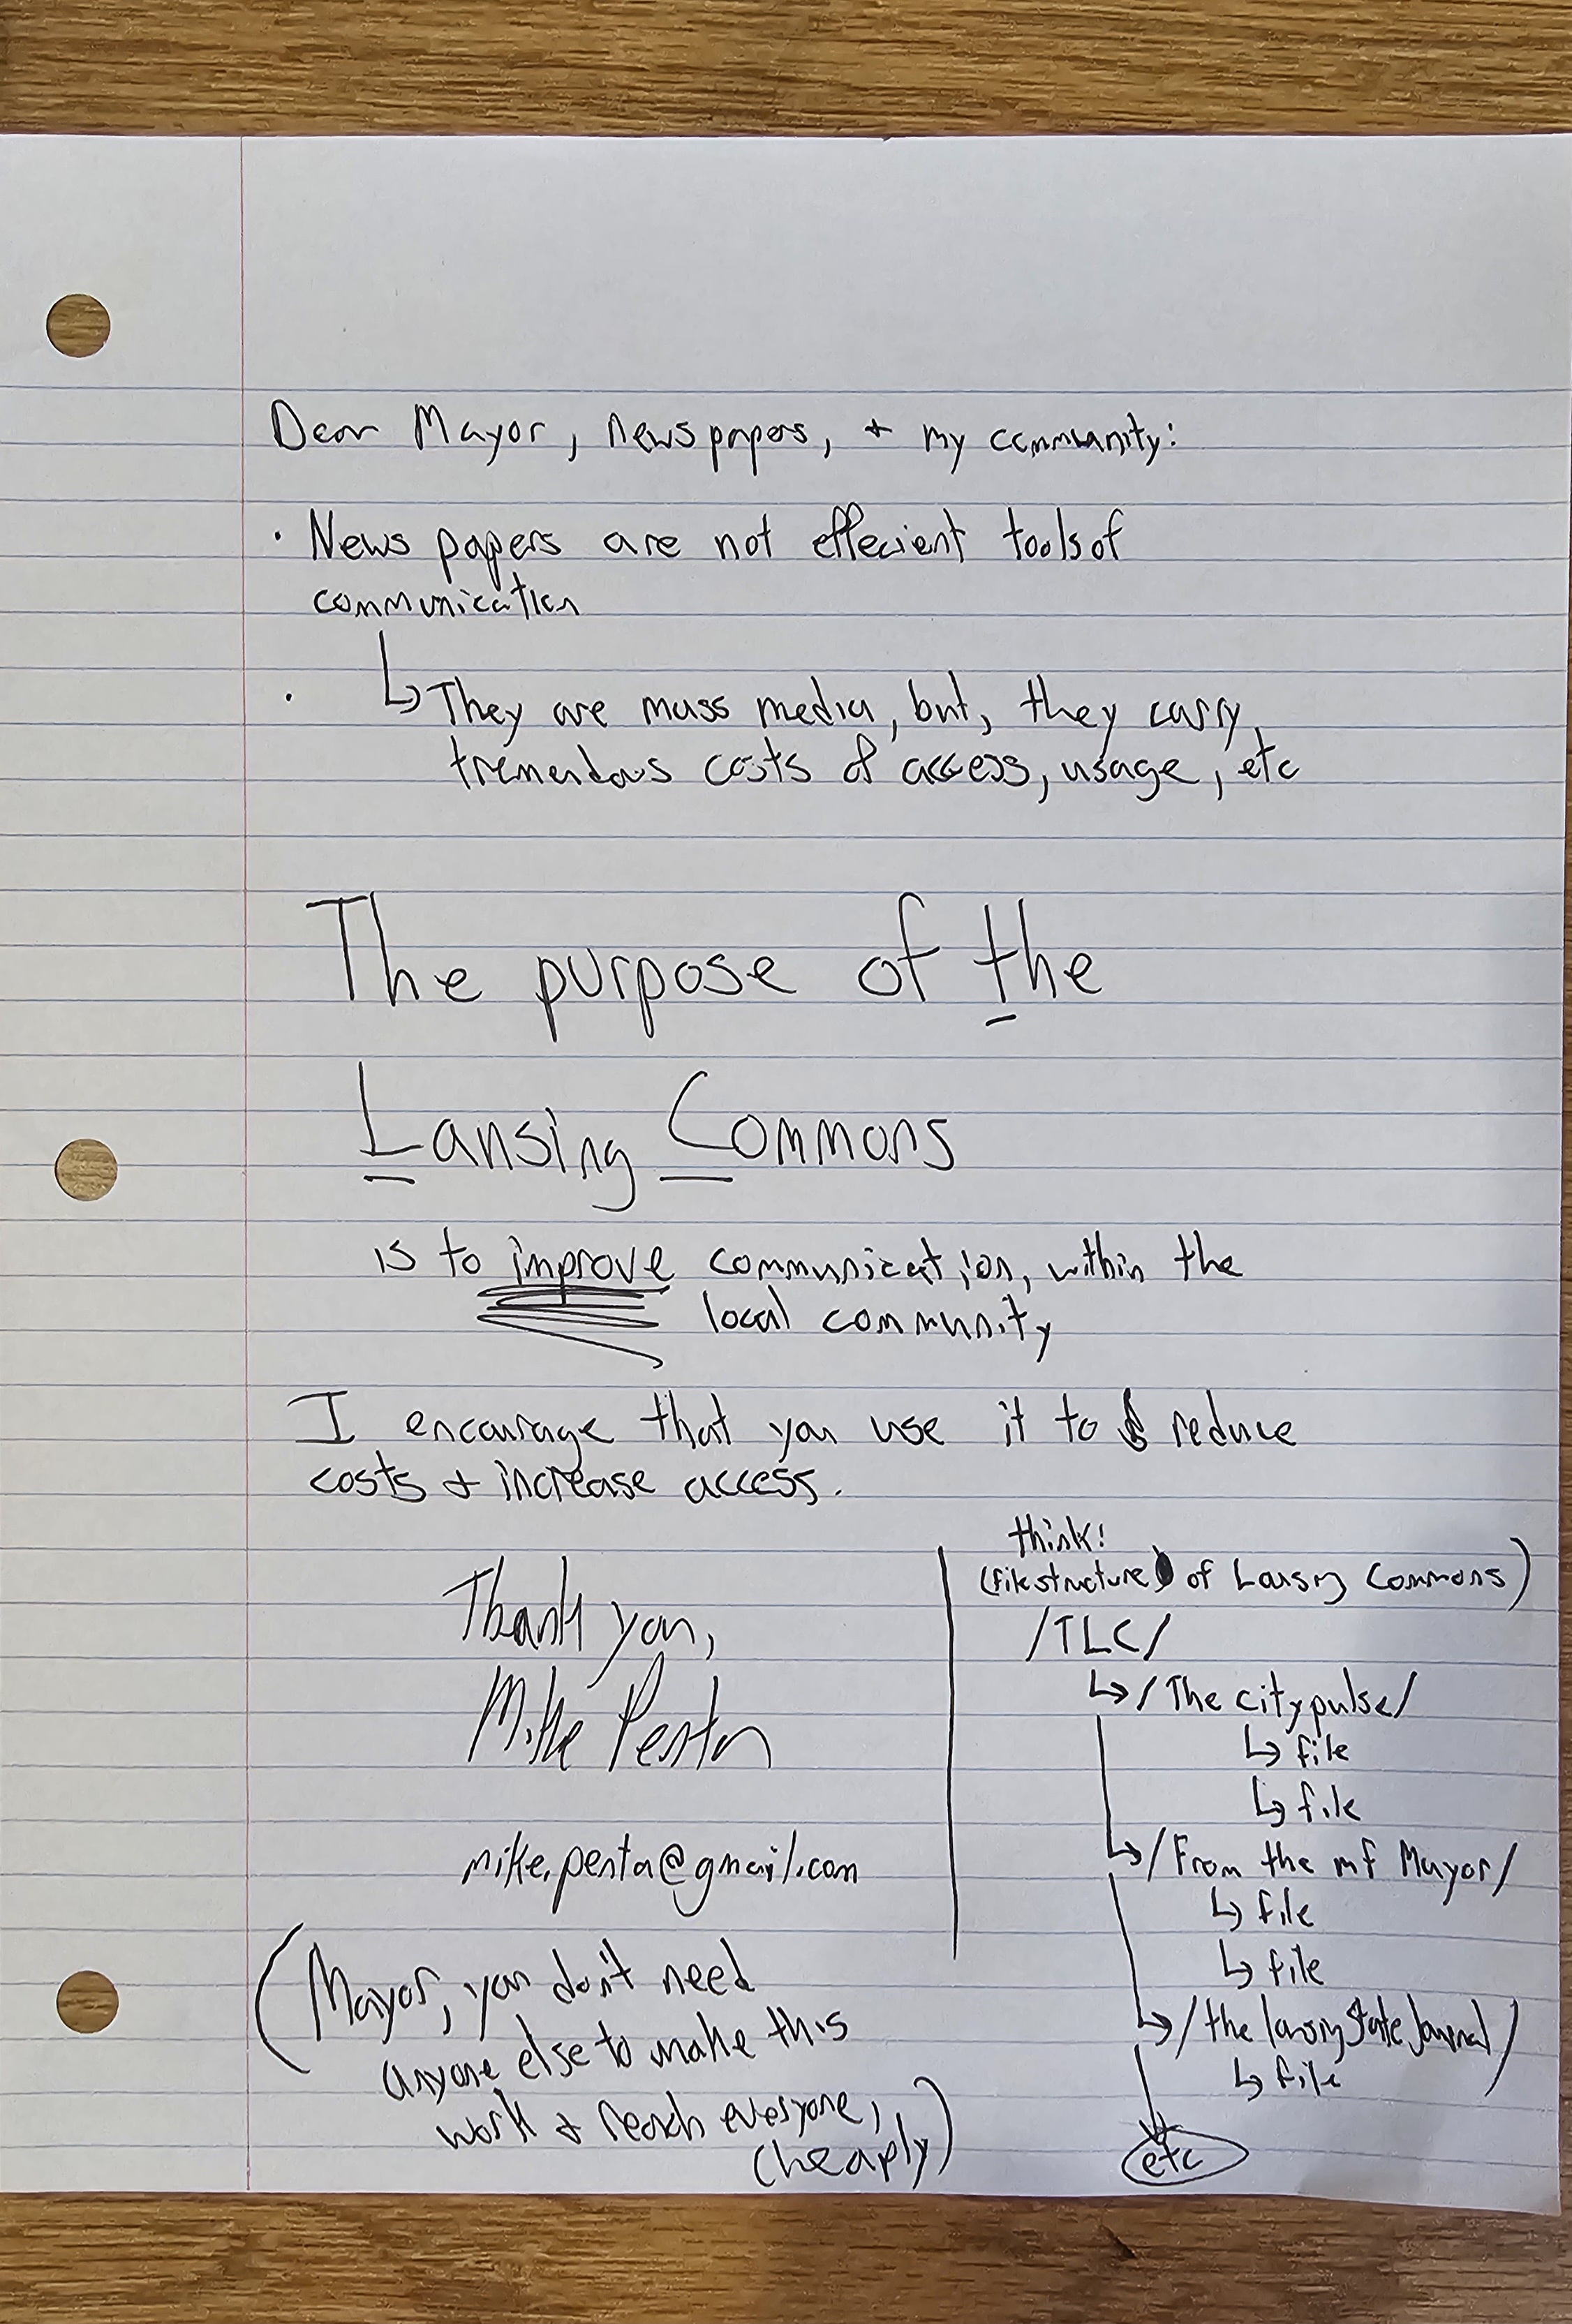 Dear Mayor, Newspapers, + my community:
· News papers are not effecient tools of
communication
· ↳ They are mass media, but, they carry
tremendous costs of access, usage, etc
The purpose of the
Lansing Commons
is to improve communication, within the
local community
I encourage that you use it to reduce
costs + increase access.
Thank you,
Mike Penta
mike.penta@gmail.com
(Mayor, you don't need
anyone else to make this
work + reach everyone,
cheaply)
think!
(file structure of Lansing Commons)
/TLC/
↳ /The city pulse/
↳ file
↳ file
↳ /From the mf Mayor/
↳ file
↳ file
↳ /the lansing State Journal/
↳ file
etc